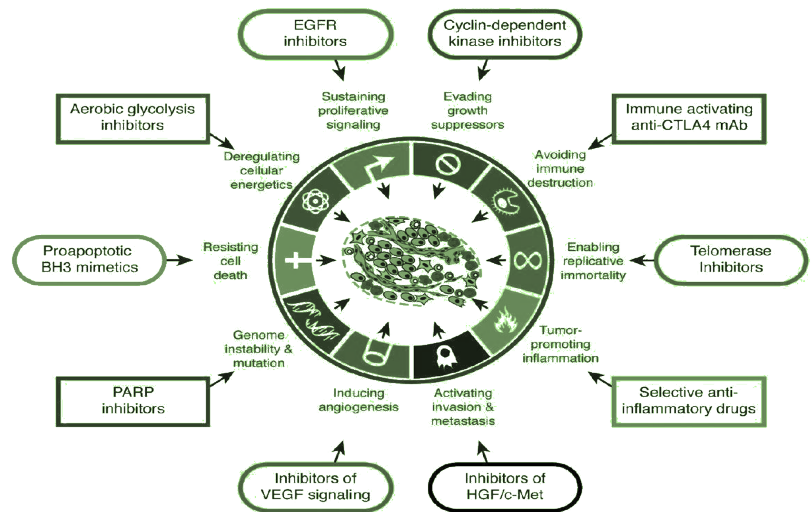 EGFR
inhibitors
Cyclin-dependent
kinase inhibitors
Sustaining
proliferative
signaling
Evading
growth
suppressors
Aerobic glycolysis
inhibitors
Immune activating
anti-CTLA4 mAb
Deregulating
cellular
energetics
Avoiding
immune
destruction
Proapoptotic
BH3 mimetics
Resisting
cell
death
Enabling
replicative
immortality
Telomerase
Inhibitors
Genome
instability &
mutation
Tumor-
promoting
inflammation
PARP
inhibitors
Inducing
angiogenesis
Activating
invasion &
metastasis
Selective anti-
inflammatory drugs
Inhibitors of
VEGF signaling
Inhibitors of
HGF/c-Met